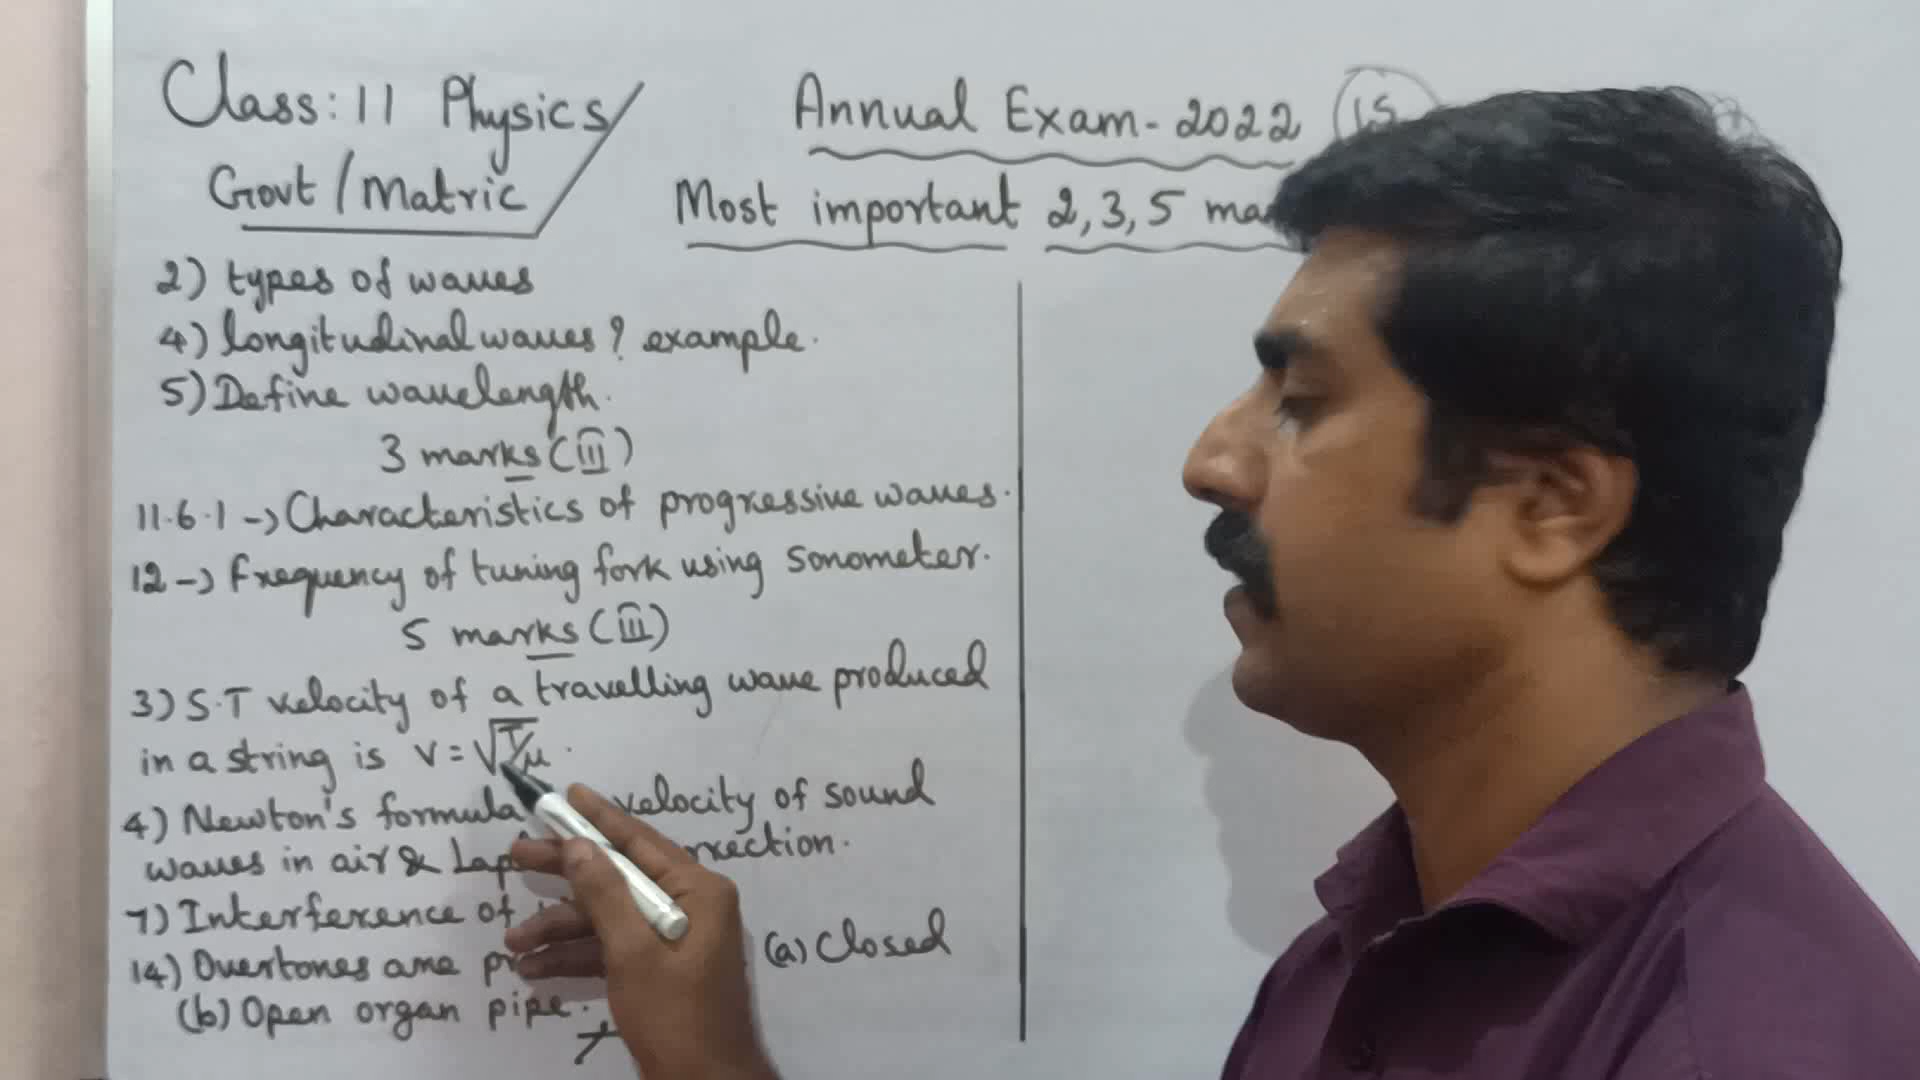 Class: 11 Physics
Govt / Matric
Annual Exam - 2022 (15
Most important 2, 3, 5
2) types of waves
4) longitudinal waves ? example.
5) Define wavelength.
3 marks (III)
11.6.1 -> Characteristics of progressive waves.
12 -> Frequency of tuning fork using sonometer.
5 marks (III)
3) S.T velocity of a travelling wave produced
in a string is V = √T/μ.
4) Newton's formula velocity of sound
waves in air &
7) Interference of
14) Overtones are (a) Closed
(b) Open organ pipe.